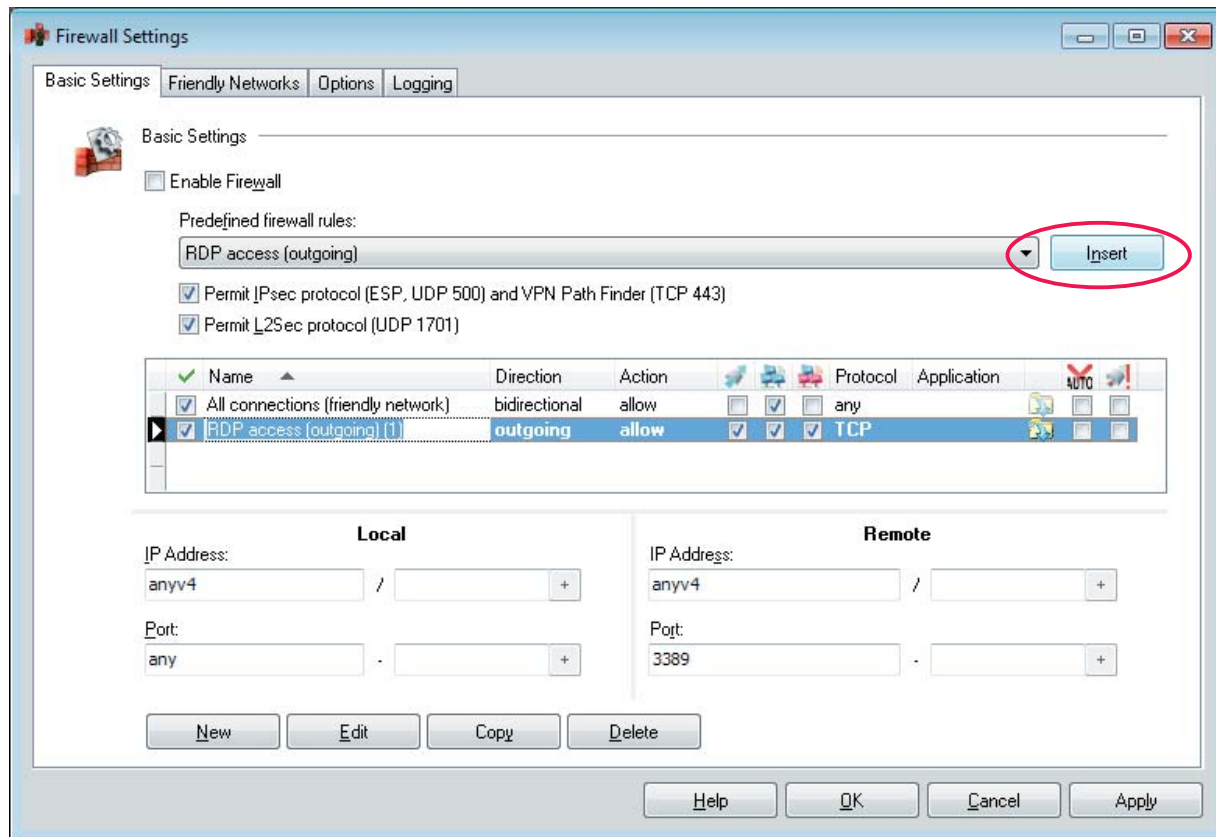 Firewall Settings
Basic Settings Friendly Networks Options Logging
Basic Settings
Enable Firewall
Predefined firewall rules:
RDP access (outgoing) Insert
Permit IPsec protocol (ESP, UDP 500) and VPN Path Finder (TCP 443)
Permit L2Sec protocol (UDP 1701)
Name Direction Action Protocol Application AUTO
All connections (friendly network) bidirectional allow any
RDP access (outgoing) (1) outgoing allow TCP
Local Remote
IP Address: IP Address:
anyv4 / + anyv4 / +
Port: Port:
any - + 3389 - +
New Edit Copy Delete
Help OK Cancel Apply